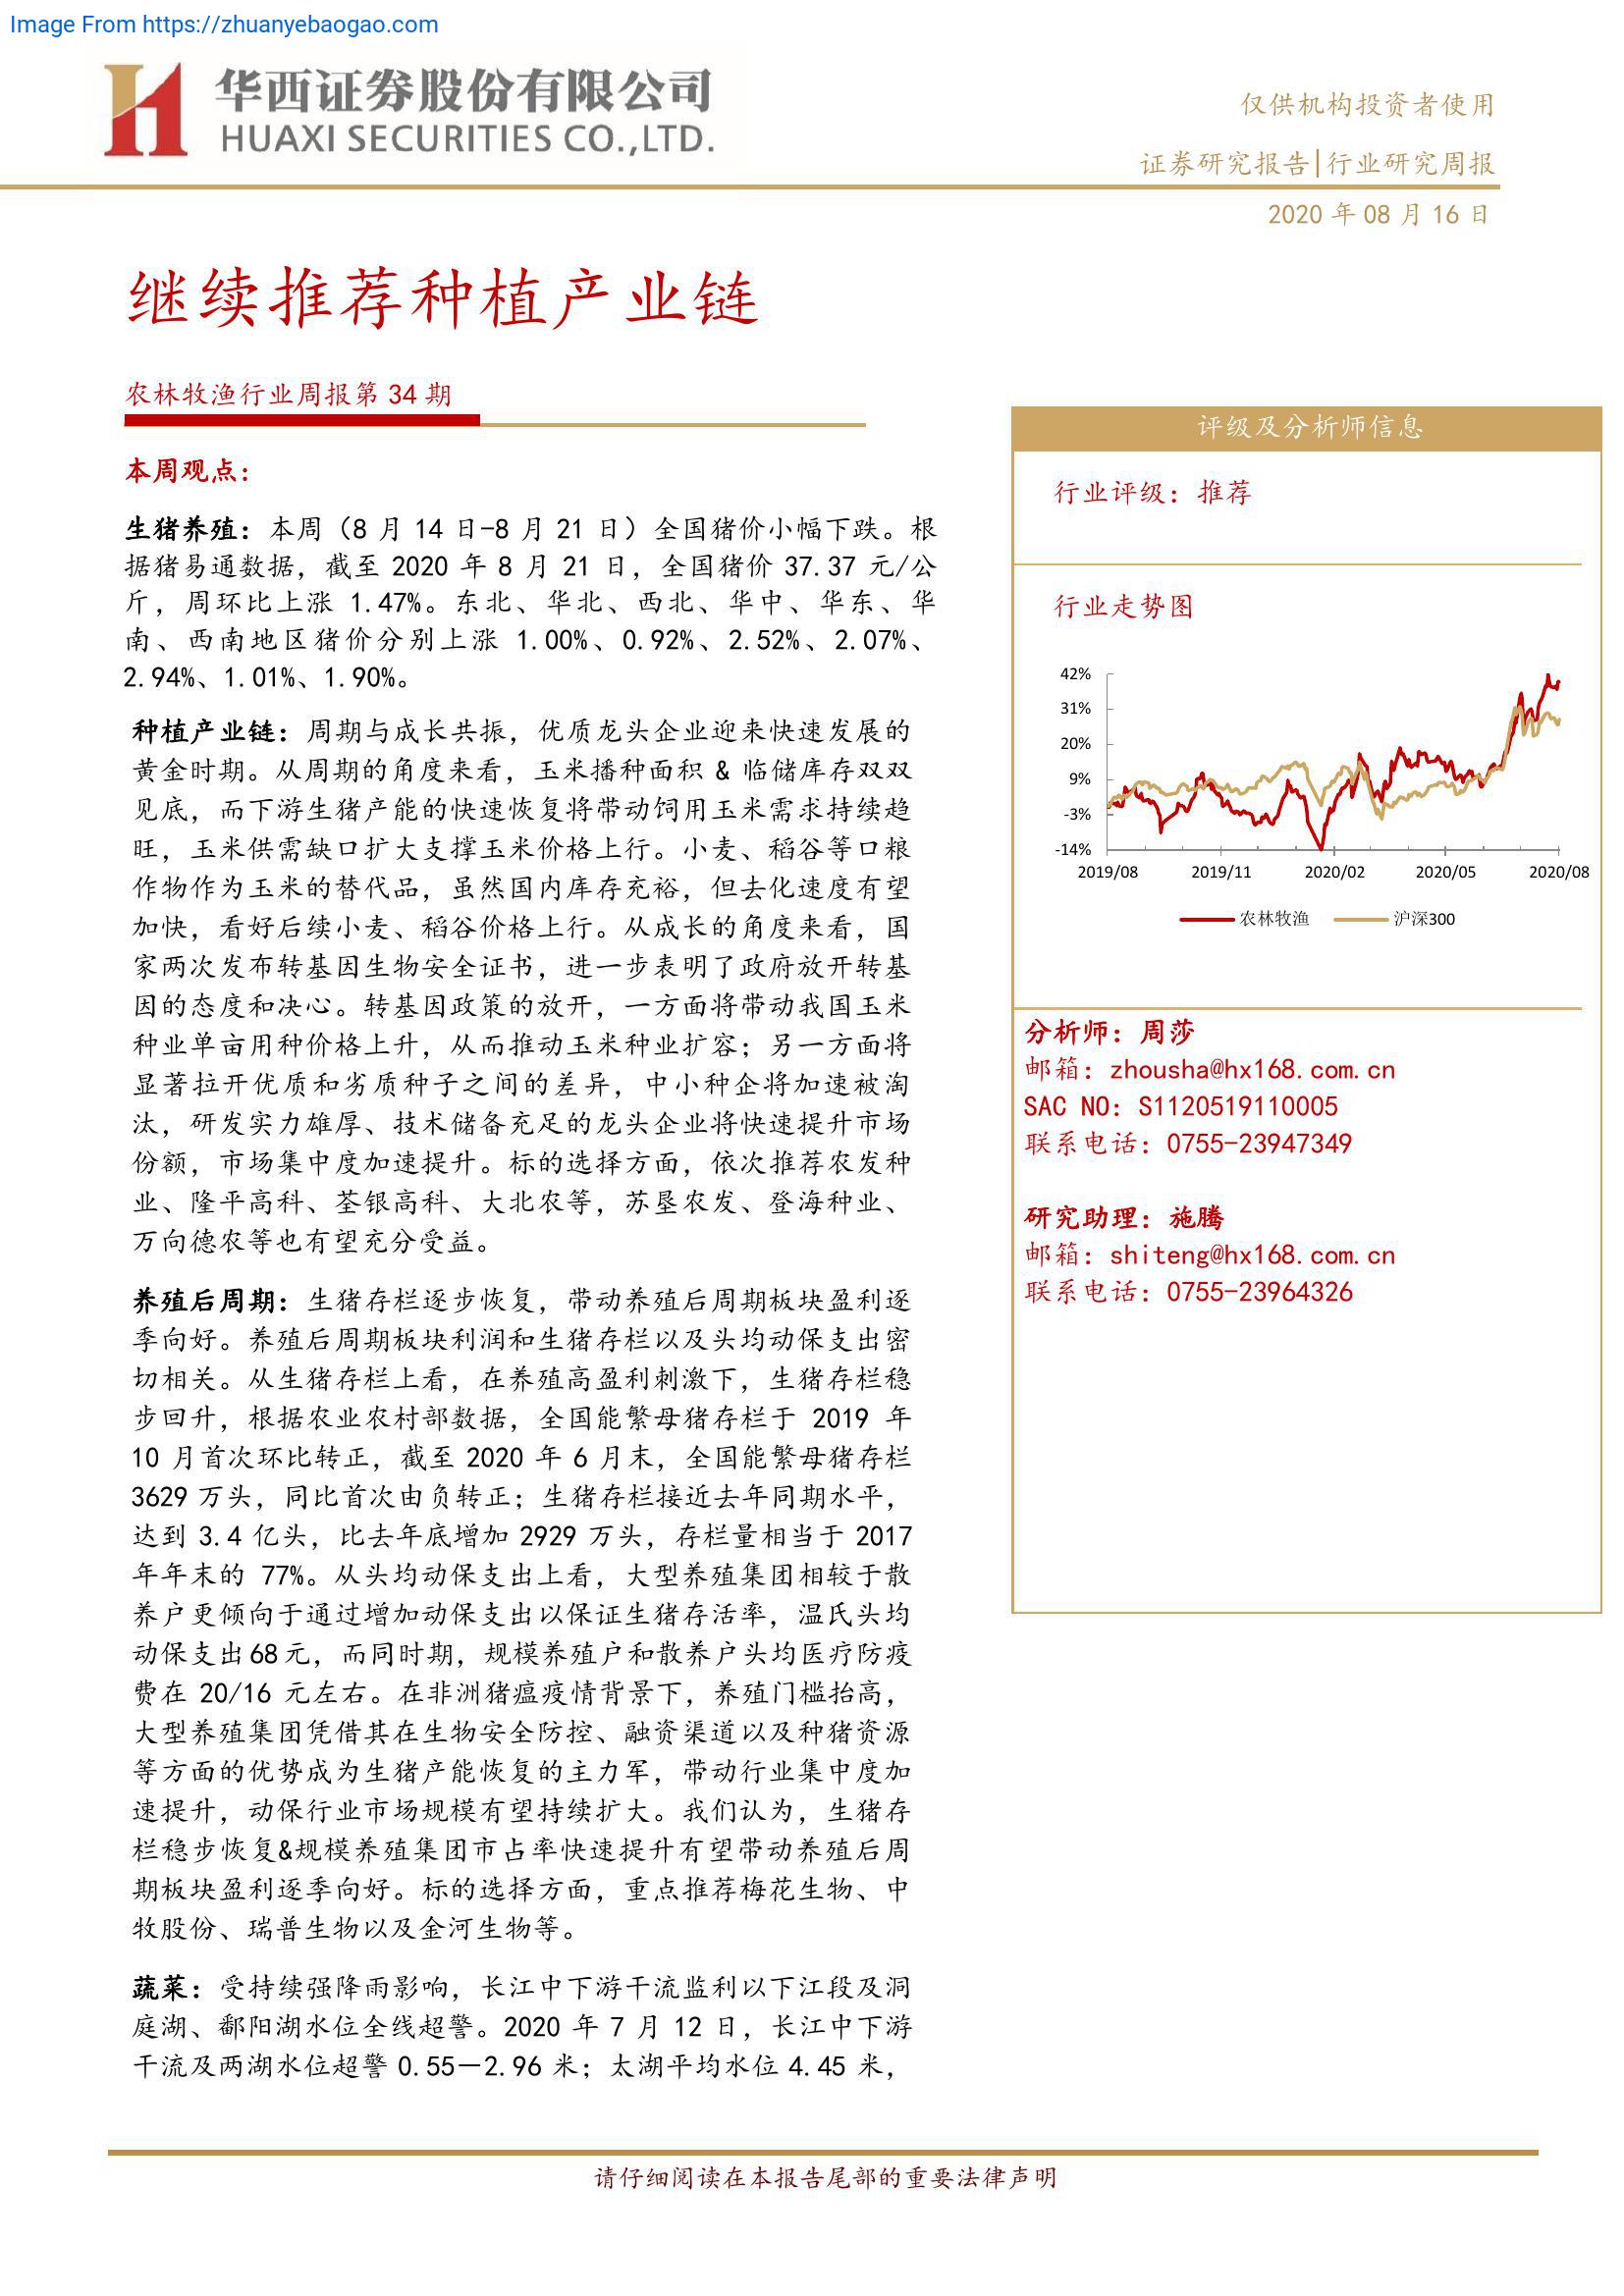 Image From https://zhuanyebaogao.com
华西证券股份有限公司
HUAXI SECURITIES CO.,LTD.
仅供机构投资者使用
证券研究报告|行业研究周报
2020 年 08 月 16 日
继续推荐种植产业链
农林牧渔行业周报第 34 期
本周观点：
生猪养殖：本周（8 月 14 日-8 月 21 日）全国猪价小幅下跌。根
据猪易通数据，截至 2020 年 8 月 21 日，全国猪价 37.37 元/公
斤，周环比上涨 1.47%。东北、华北、西北、华中、华东、华
南、西南地区猪价分别上涨 1.00%、0.92%、2.52%、2.07%、
2.94%、1.01%、1.90%。
种植产业链：周期与成长共振，优质龙头企业迎来快速发展的
黄金时期。从周期的角度来看，玉米播种面积 & 临储库存双双
见底，而下游生猪产能的快速恢复将带动饲用玉米需求持续趋
旺，玉米供需缺口扩大支撑玉米价格上行。小麦、稻谷等口粮
作物作为玉米的替代品，虽然国内库存充裕，但去化速度有望
加快，看好后续小麦、稻谷价格上行。从成长的角度来看，国
家两次发布转基因生物安全证书，进一步表明了政府放开转基
因的态度和决心。转基因政策的放开，一方面将带动我国玉米
种业单亩用种价格上升，从而推动玉米种业扩容；另一方面将
显著拉开优质和劣质种子之间的差异，中小种企将加速被淘
汰，研发实力雄厚、技术储备充足的龙头企业将快速提升市场
份额，市场集中度加速提升。标的选择方面，依次推荐农发种
业、隆平高科、荃银高科、大北农等，苏垦农发、登海种业、
万向德农等也有望充分受益。
养殖后周期：生猪存栏逐步恢复，带动养殖后周期板块盈利逐
季向好。养殖后周期板块利润和生猪存栏以及头均动保支出密
切相关。从生猪存栏上看，在养殖高盈利刺激下，生猪存栏稳
步回升，根据农业农村部数据，全国能繁母猪存栏于 2019 年
10 月首次环比转正，截至 2020 年 6 月末，全国能繁母猪存栏
3629 万头，同比首次由负转正；生猪存栏接近去年同期水平，
达到 3.4 亿头，比去年底增加 2929 万头，存栏量相当于 2017
年年末的 77%。从头均动保支出上看，大型养殖集团相较于散
养户更倾向于通过增加动保支出以保证生猪存活率，温氏头均
动保支出68元，而同时期，规模养殖户和散养户头均医疗防疫
费在 20/16 元左右。在非洲猪瘟疫情背景下，养殖门槛抬高，
大型养殖集团凭借其在生物安全防控、融资渠道以及种猪资源
等方面的优势成为生猪产能恢复的主力军，带动行业集中度加
速提升，动保行业市场规模有望持续扩大。我们认为，生猪存
栏稳步恢复&规模养殖集团市占率快速提升有望带动养殖后周
期板块盈利逐季向好。标的选择方面，重点推荐梅花生物、中
牧股份、瑞普生物以及金河生物等。
蔬菜：受持续强降雨影响，长江中下游干流监利以下江段及洞
庭湖、鄱阳湖水位全线超警。2020 年 7 月 12 日，长江中下游
干流及两湖水位超警 0.55—2.96 米；太湖平均水位 4.45 米，
评级及分析师信息
行业评级：推荐
行业走势图
42%
31%
20%
9%
-3%
-14%
2019/08 2019/11 2020/02 2020/05 2020/08
农林牧渔 沪深300
分析师：周莎
邮箱：zhousha@hx168.com.cn
SAC NO：S1120519110005
联系电话：0755-23947349
研究助理：施腾
邮箱：shiteng@hx168.com.cn
联系电话：0755-23964326
请仔细阅读在本报告尾部的重要法律声明